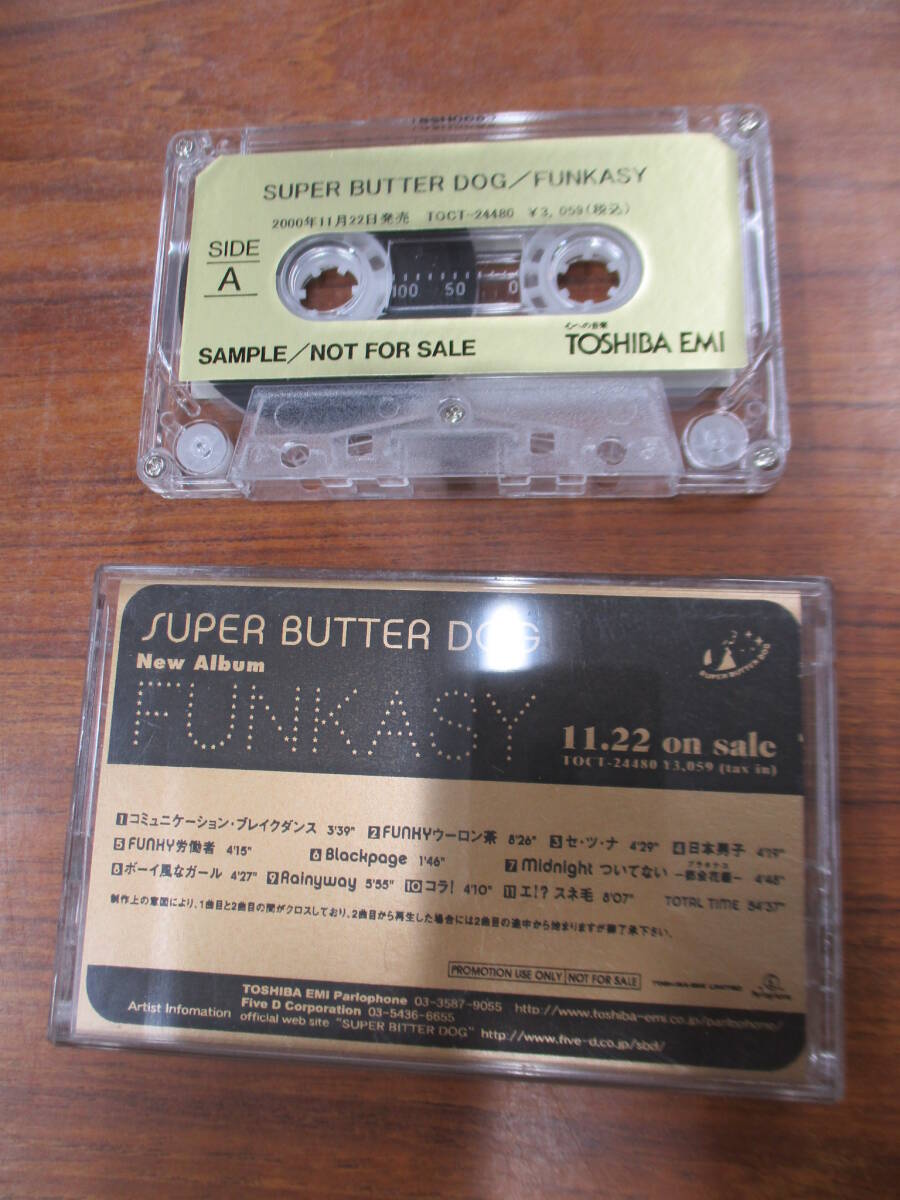 SUPER BUTTER DOG／FUNKASY
2000年11月22日発売 TOCT-24480 ¥3,059(税込)
SIDE
A
100 50 0
心への音楽
SAMPLE／NOT FOR SALE TOSHIBA EMI
SUPER BUTTER DOG
New Album
FUNKASY
SUPER BUTTER DOG
11.22 on sale
TOCT-24480 ¥3,059 (tax in)
1 コミュニケーション・ブレイクダンス 3'39" 2 FUNKYウーロン茶 8'26" 3 セ・ツ・ナ 4'29" 4 日本男子 4'19"
5 FUNKY労働者 4'15" 6 Blackpage 1'46" 7 Midnight ついてない
8 ボーイ風なガール 4'27" 9 Rainyway 5'55" 10 コラ! 4'10" 11 エ!? スネ毛 8'07" TOTAL TIME 54'37"
制作上の意図により、1曲目と2曲目の間がクロスしており、2曲目から再生した場合には2曲目の途中から始まりますが御了承下さい。
PROMOTION USE ONLY NOT FOR SALE TOSHIBA-EMI LIMITED
Artist Infomation
TOSHIBA EMI Parlophone 03-3587-9055 http://www.toshiba-emi.co.jp/parlophone/
Five D Corporation 03-5436-6655
official web site "SUPER BITTER DOG" http://www.five-d.co.jp/sbd/